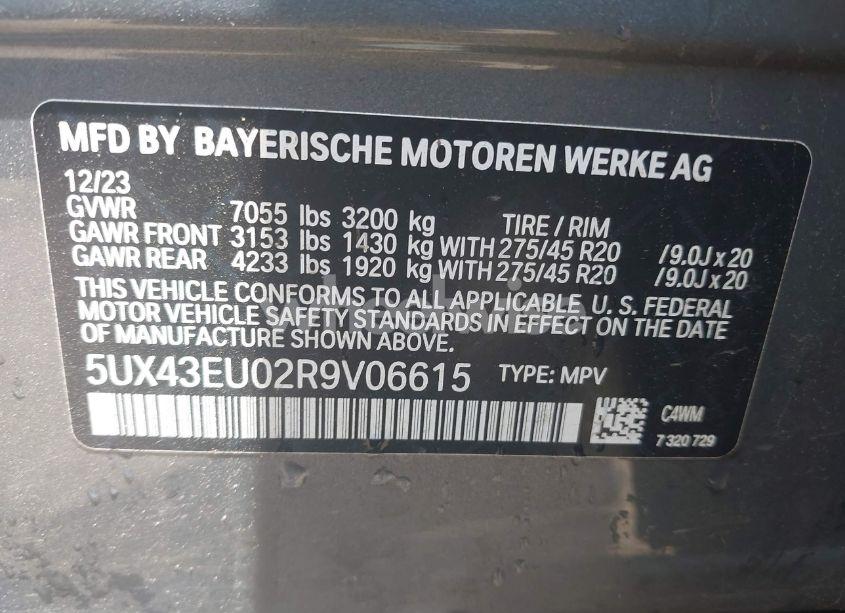 MFD BY BAYERISCHE MOTOREN WERKE AG
12/23
GVWR 7055 lbs 3200 kg TIRE / RIM
GAWR FRONT 3153 lbs 1430 kg WITH 275/45 R20 /9.0J x 20
GAWR REAR 4233 lbs 1920 kg WITH 275/45 R20 /9.0J x 20
THIS VEHICLE CONFORMS TO ALL APPLICABLE U. S. FEDERAL
MOTOR VEHICLE SAFETY STANDARDS IN EFFECT ON THE DATE
OF MANUFACTURE SHOWN ABOVE.
5UX43EU02R9V06615 TYPE: MPV
C4WM
7 320 729